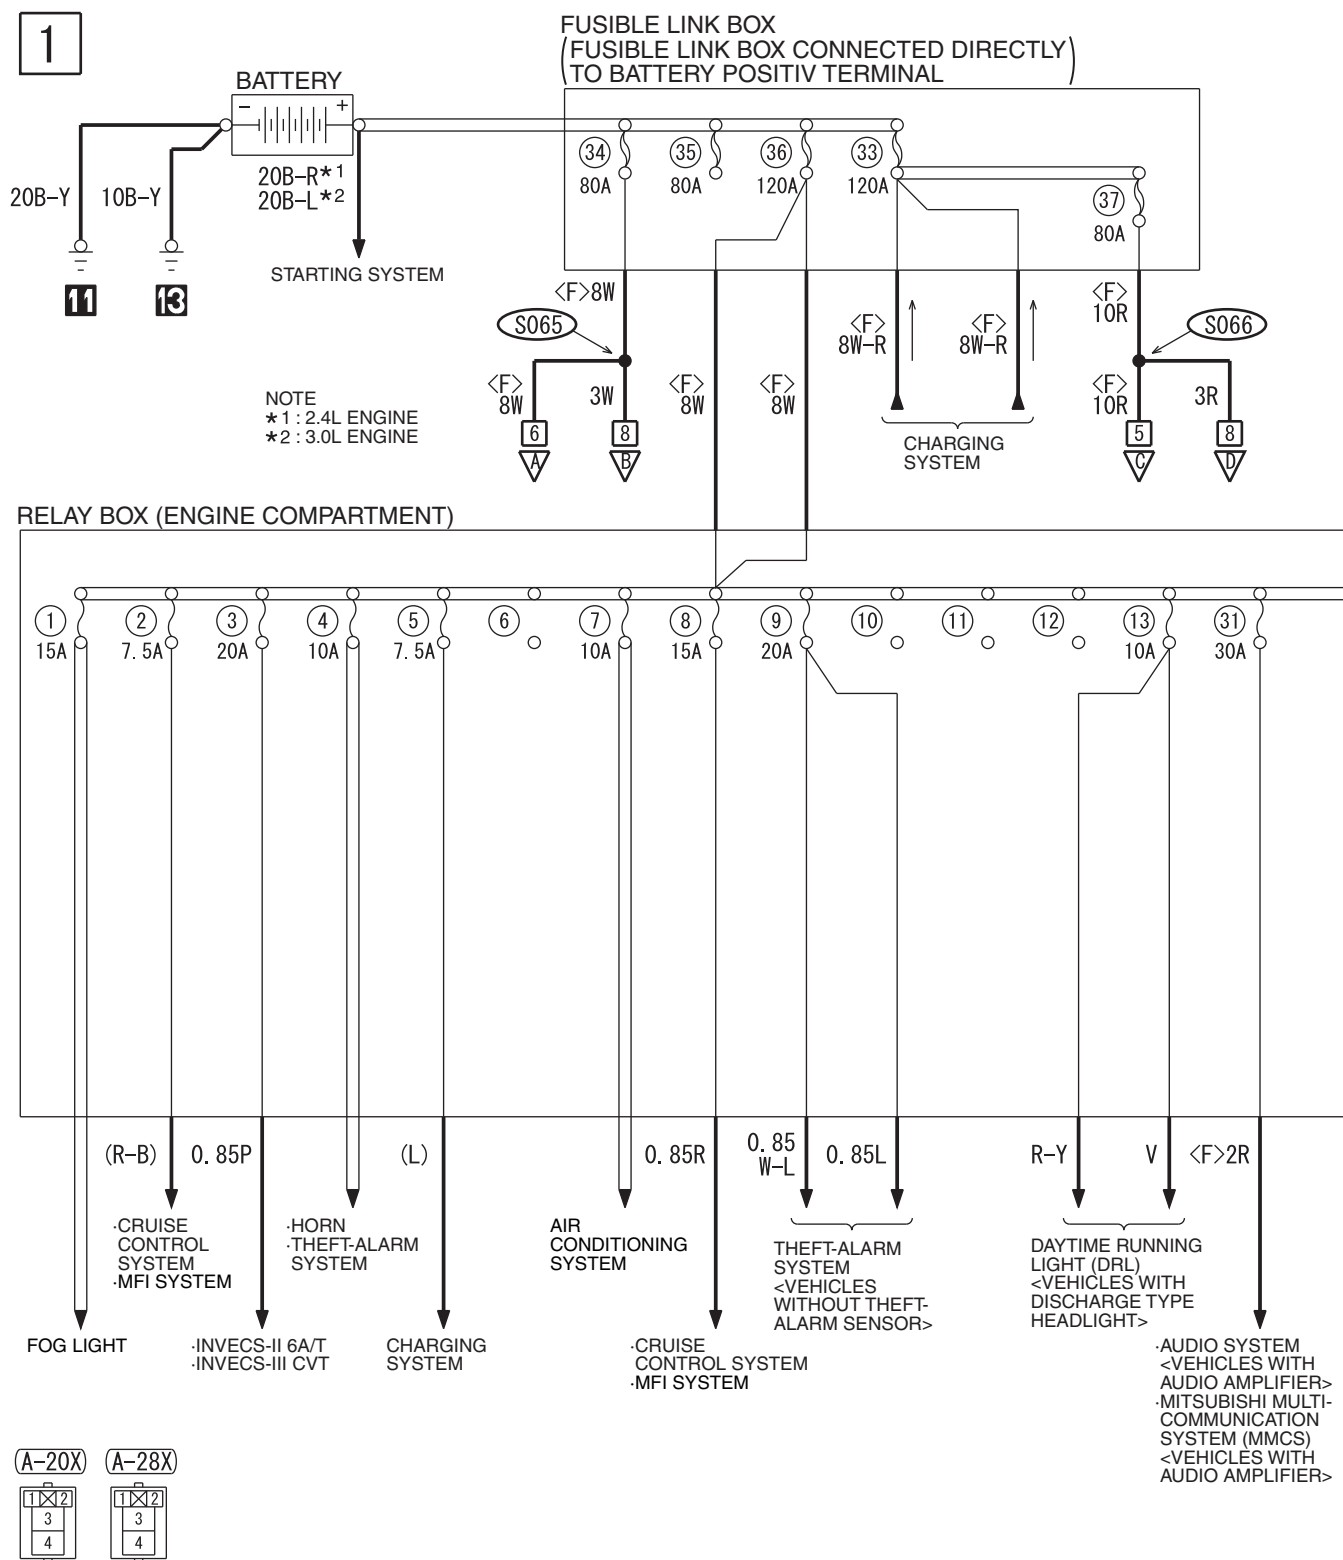 1
FUSIBLE LINK BOX
(FUSIBLE LINK BOX CONNECTED DIRECTLY
TO BATTERY POSITIV TERMINAL)
BATTERY
- +
34
80A
35
80A
36
120A
33
120A
37
80A
20B-Y
10B-Y
20B-R*1
20B-L*2
11
13
STARTING SYSTEM
<F>8W
S065
<F>
8W
3W
<F>
8W
<F>
8W
<F>
8W-R
<F>
8W-R
<F>
10R
S066
<F>
10R
3R
NOTE
*1 : 2.4L ENGINE
*2 : 3.0L ENGINE
6
A
8
B
CHARGING
SYSTEM
5
C
8
D
RELAY BOX (ENGINE COMPARTMENT)
1
15A
2
7.5A
3
20A
4
10A
5
7.5A
6
7
10A
8
15A
9
20A
10
11
12
13
10A
31
30A
(R-B)
0.85P
(L)
0.85R
0.85
W-L
0.85L
R-Y
V
<F>2R
·CRUISE
CONTROL
SYSTEM
·MFI SYSTEM
·HORN
·THEFT-ALARM
SYSTEM
AIR
CONDITIONING
SYSTEM
THEFT-ALARM
SYSTEM
<VEHICLES
WITHOUT THEFT-
ALARM SENSOR>
DAYTIME RUNNING
LIGHT (DRL)
<VEHICLES WITH
DISCHARGE TYPE
HEADLIGHT>
FOG LIGHT
·INVECS-II 6A/T
·INVECS-III CVT
CHARGING
SYSTEM
·CRUISE
CONTROL SYSTEM
·MFI SYSTEM
·AUDIO SYSTEM
<VEHICLES WITH
AUDIO AMPLIFIER>
·MITSUBISHI MULTI-
COMMUNICATION
SYSTEM (MMCS)
<VEHICLES WITH
AUDIO AMPLIFIER>
(A-20X)
1 2
3
4
(A-28X)
1 2
3
4